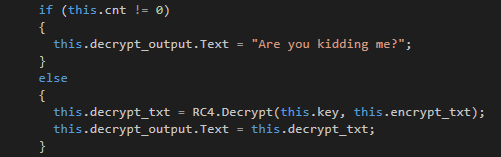 if (this.cnt != 0)
{
this.decrypt_output.Text = "Are you kidding me?";
}
else
{
this.decrypt_txt = RC4.Decrypt(this.key, this.encrypt_txt);
this.decrypt_output.Text = this.decrypt_txt;
}